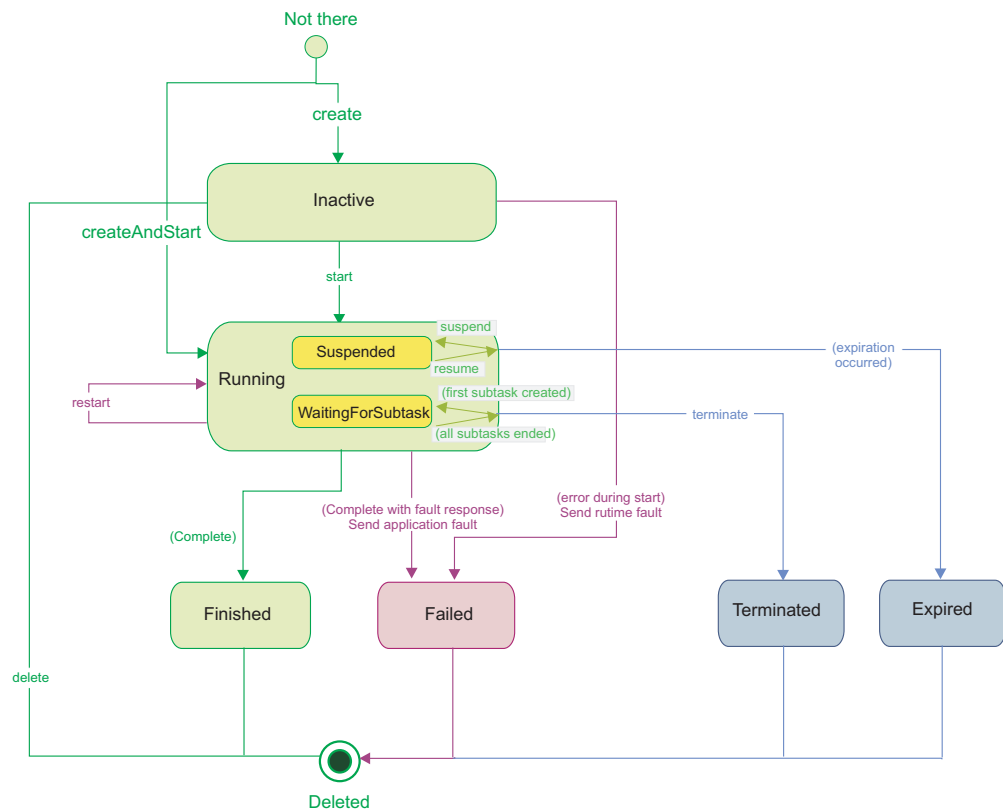 Not there
create
Inactive
createAndStart
start
suspend
Suspended
(expiration
occurred)
resume
Running
(first subtask created)
restart
WaitingForSubtask
terminate
(all subtasks ended)
(error during start)
Send rutime fault
(Complete with fault response)
Send application fault
(Complete)
Finished
Failed
Terminated
Expired
delete
Deleted